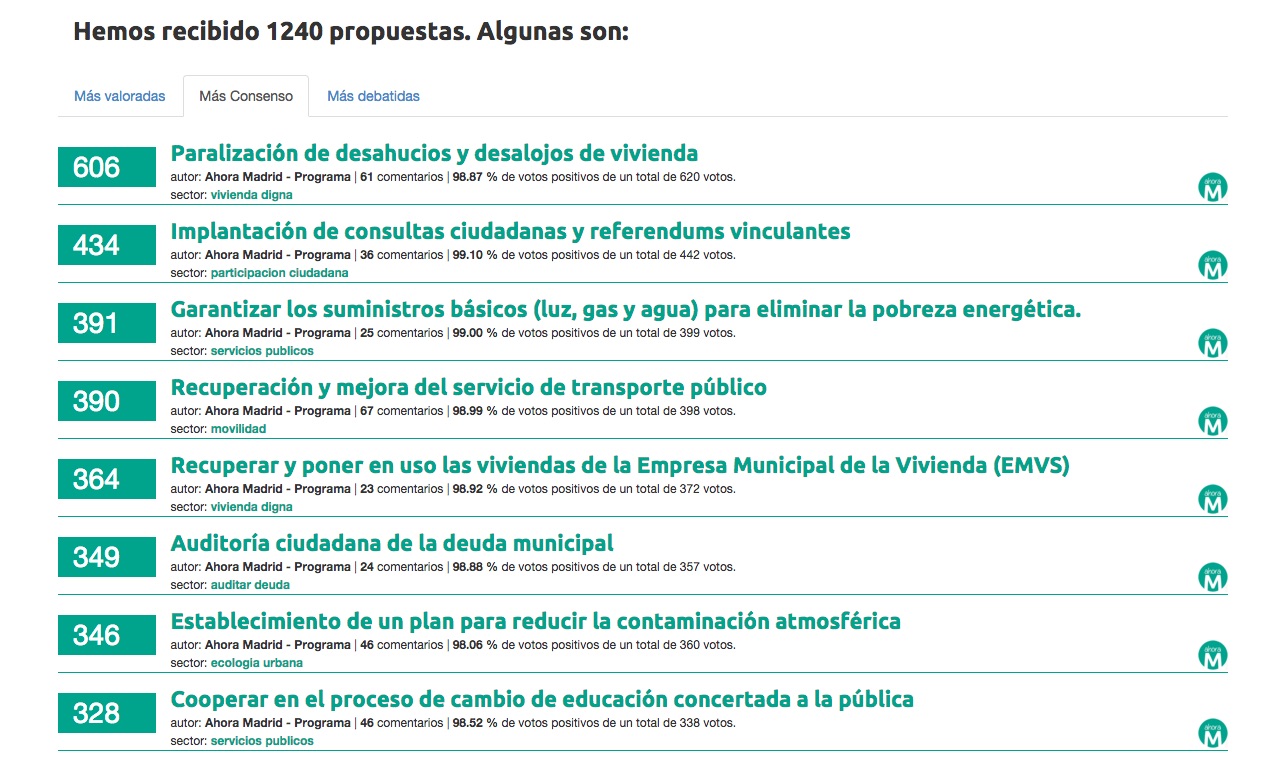 Hemos recibido 1240 propuestas. Algunas son:
Más valoradas
Más Consenso
Más debatidas
606
Paralización de desahucios y desalojos de vivienda
autor: Ahora Madrid - Programa | 61 comentarios | 98.87 % de votos positivos de un total de 620 votos.
sector: vivienda digna
ahora M
434
Implantación de consultas ciudadanas y referendums vinculantes
autor: Ahora Madrid - Programa | 36 comentarios | 99.10 % de votos positivos de un total de 442 votos.
sector: participacion ciudadana
ahora M
391
Garantizar los suministros básicos (luz, gas y agua) para eliminar la pobreza energética.
autor: Ahora Madrid - Programa | 25 comentarios | 99.00 % de votos positivos de un total de 399 votos.
sector: servicios publicos
ahora M
390
Recuperación y mejora del servicio de transporte público
autor: Ahora Madrid - Programa | 67 comentarios | 98.99 % de votos positivos de un total de 398 votos.
sector: movilidad
ahora M
364
Recuperar y poner en uso las viviendas de la Empresa Municipal de la Vivienda (EMVS)
autor: Ahora Madrid - Programa | 23 comentarios | 98.92 % de votos positivos de un total de 372 votos.
sector: vivienda digna
ahora M
349
Auditoría ciudadana de la deuda municipal
autor: Ahora Madrid - Programa | 24 comentarios | 98.88 % de votos positivos de un total de 357 votos.
sector: auditar deuda
ahora M
346
Establecimiento de un plan para reducir la contaminación atmosférica
autor: Ahora Madrid - Programa | 46 comentarios | 98.06 % de votos positivos de un total de 360 votos.
sector: ecologia urbana
ahora M
328
Cooperar en el proceso de cambio de educación concertada a la pública
autor: Ahora Madrid - Programa | 46 comentarios | 98.52 % de votos positivos de un total de 338 votos.
sector: servicios publicos
ahora M